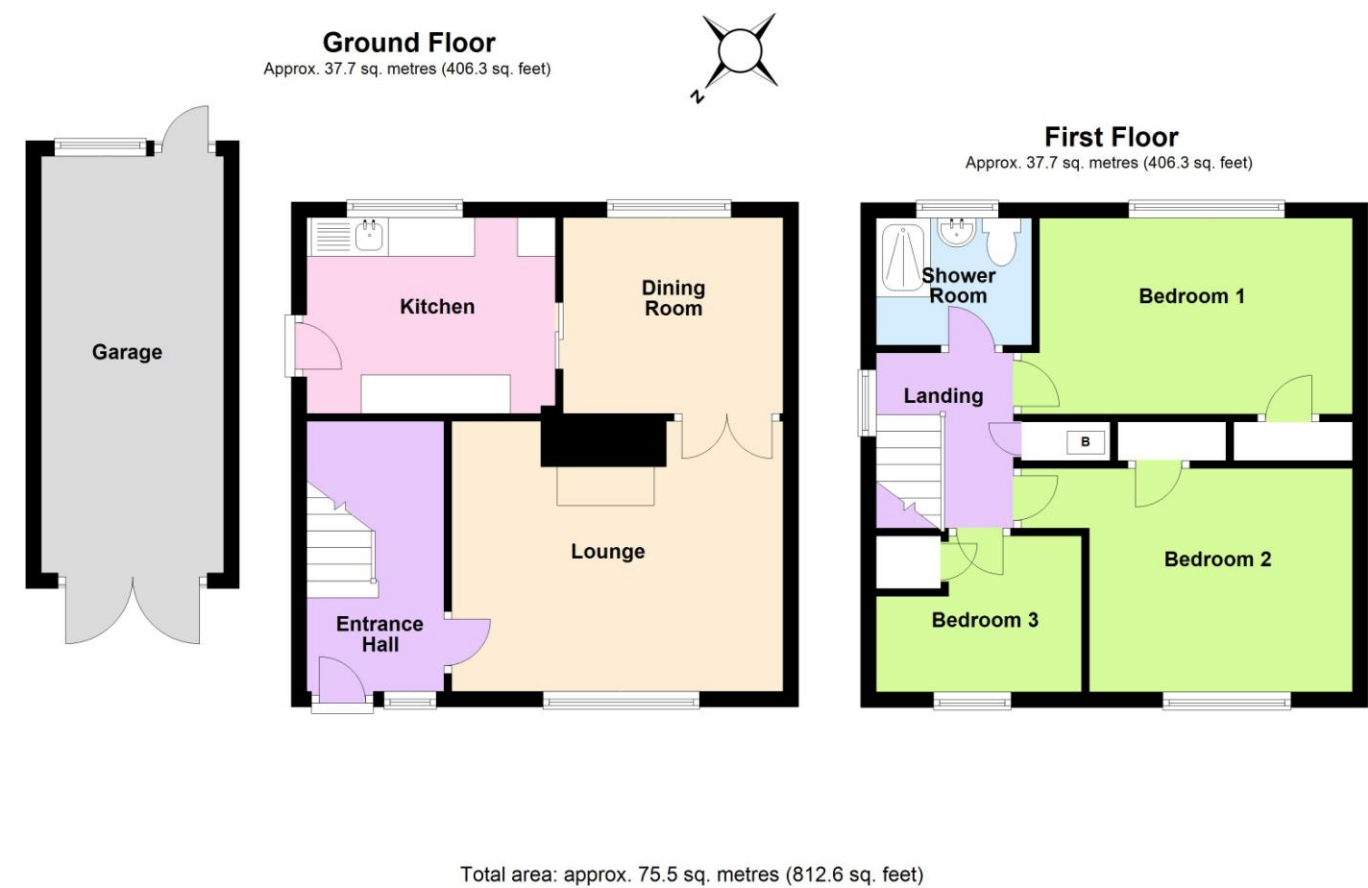 Ground Floor
Approx. 37.7 sq. metres (406.3 sq. feet)
N
First Floor
Approx. 37.7 sq. metres (406.3 sq. feet)
Garage
Kitchen
Dining
Room
Lounge
Entrance
Hall
Shower
Room
Bedroom 1
Landing
B
Bedroom 2
Bedroom 3
Total area: approx. 75.5 sq. metres (812.6 sq. feet)